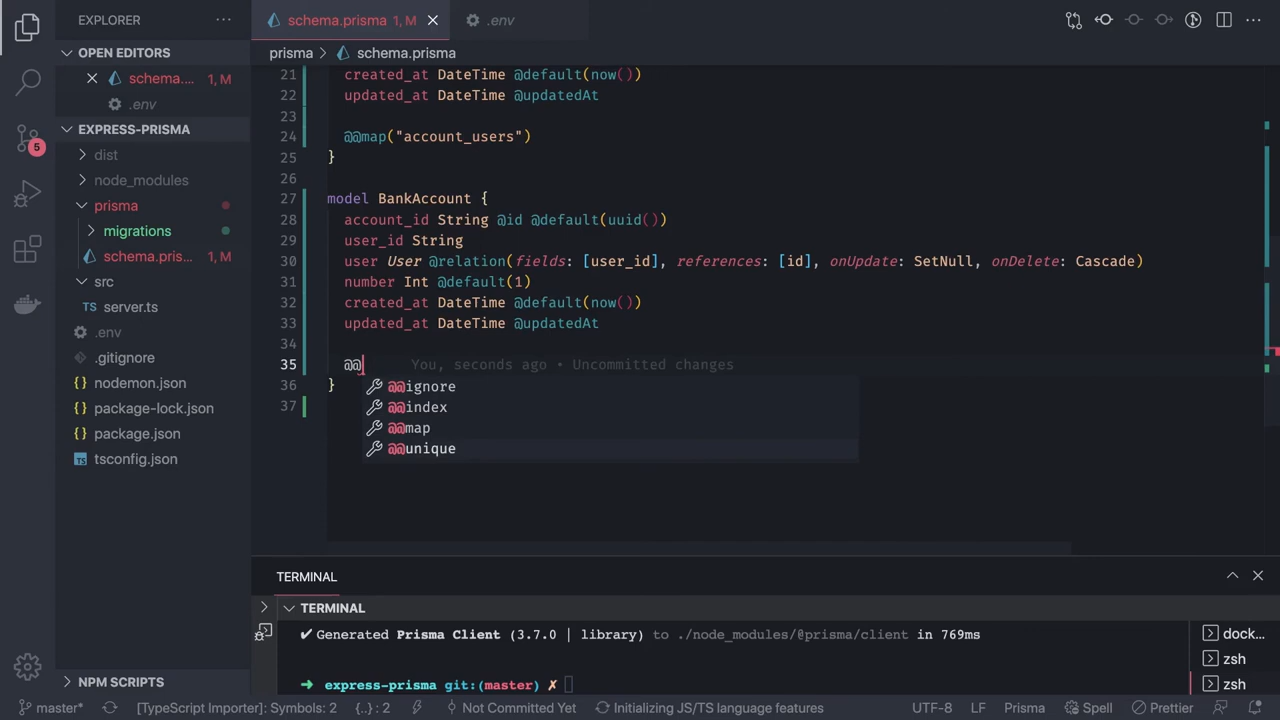 EXPLORER
OPEN EDITORS
schema.... 1, M
.env
EXPRESS-PRISMA
dist
node_modules
prisma
migrations
schema.pris... 1, M
src
TS server.ts
.env
.gitignore
{} nodemon.json
{} package-lock.json
{} package.json
TS tsconfig.json
NPM SCRIPTS
5
schema.prisma 1, M
.env
prisma > schema.prisma
21 created_at DateTime @default(now())
22 updated_at DateTime @updatedAt
23
24 @@map("account_users")
25 }
26
27 model BankAccount {
28 account_id String @id @default(uuid())
29 user_id String
30 user User @relation(fields: [user_id], references: [id], onUpdate: SetNull, onDelete: Cascade)
31 number Int @default(1)
32 created_at DateTime @default(now())
33 updated_at DateTime @updatedAt
34
35 @@ You, seconds ago • Uncommitted changes
@@ignore
@@index
@@map
@@unique
36 }
37
TERMINAL
TERMINAL
✔ Generated Prisma Client (3.7.0 | library) to ./node_modules/@prisma/client in 769ms
➜ express-prisma git:(master) ✗
dock...
zsh
zsh
master* [TypeScript Importer]: Symbols: 2 {..}: 2 Not Committed Yet Initializing JS/TS language features UTF-8 LF Prisma Spell Prettier